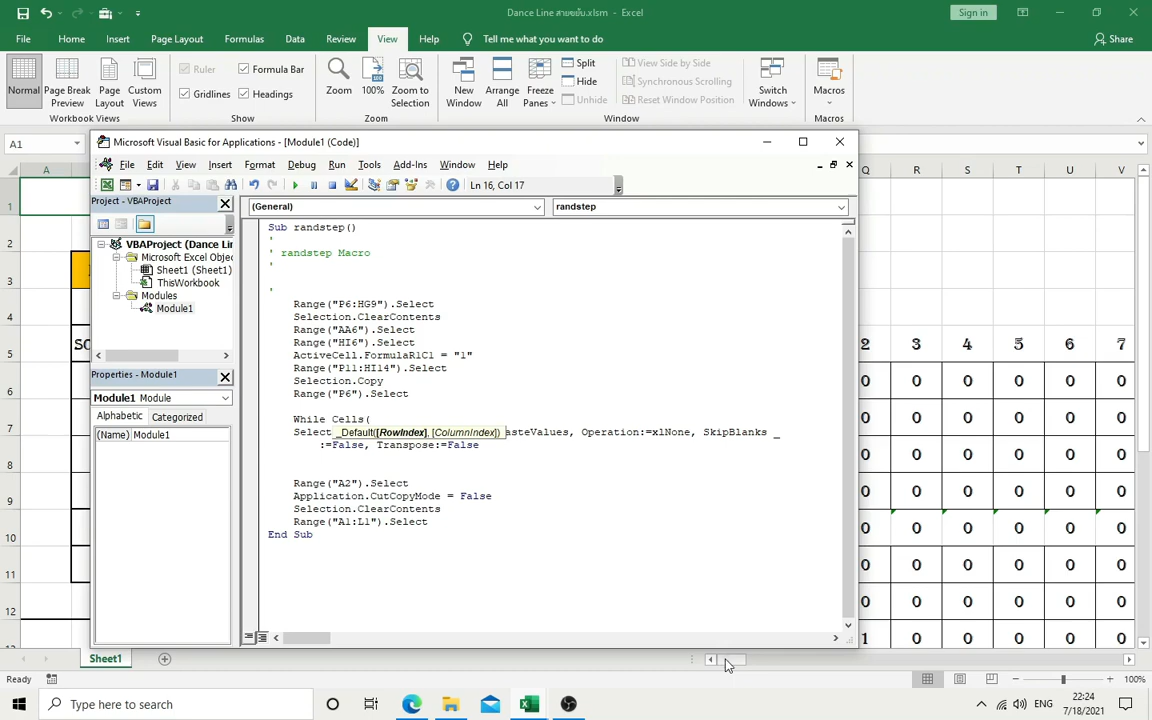 Dance Line สายขยับ.xlsm - Excel
Sign in
File Home Insert Page Layout Formulas Data Review View Help Tell me what you want to do
Share
Normal
Page Break Preview
Page Layout
Custom Views
Workbook Views
Ruler
Formula Bar
Gridlines
Headings
Show
Zoom
100%
Zoom to Selection
Zoom
New Window
Arrange All
Freeze Panes
Split
Hide
Unhide
View Side by Side
Synchronous Scrolling
Reset Window Position
Window
Switch Windows
Macros
Macros
A1
Microsoft Visual Basic for Applications - [Module1 (Code)]
File Edit View Insert Format Debug Run Tools Add-Ins Window Help
Ln 16, Col 17
Project - VBAProject
VBAProject (Dance Lin
Microsoft Excel Objec
Sheet1 (Sheet1)
ThisWorkbook
Modules
Module1
Properties - Module1
Module1 Module
Alphabetic Categorized
(Name) Module1
(General)
randstep
Sub randstep()
'
' randstep Macro
'
'
Range("P6:HG9").Select
Selection.ClearContents
Range("AA6").Select
Range("HI6").Select
ActiveCell.FormulaR1C1 = "1"
Range("P11:HI14").Select
Selection.Copy
Range("P6").Select
While Cells(
Select _Default([RowIndex], [ColumnIndex]) asteValues, Operation:=xlNone, SkipBlanks _
:=False, Transpose:=False
Range("A2").Select
Application.CutCopyMode = False
Selection.ClearContents
Range("A1:L1").Select
End Sub
A Q R S T U V
1
2
3
4
5 SC 2 3 4 5 6 7
6 0 0 0 0 0 0
7 0 0 0 0 0 0
8 0 0 0 0 0 0
9 0 0 0 0 0 0
10 0 0 0 0 0 0
11 0 0 0 0 0 0
12 0 0 0 0 0 0
1 0 0 0 0 0
Sheet1
Ready
100%
Type here to search
ENG
22:24
7/18/2021